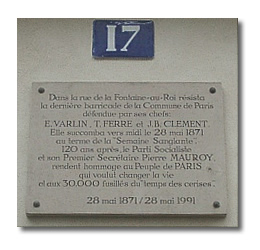 17
Dans la rue de la Fontaine-au-Roi résista
la dernière barricade de la Commune de Paris
défendue par ses chefs:
E. VARLIN, T. FERRE et J.B. CLEMENT.
Elle succomba vers midi le 28 mai 1871
au terme de la "Semaine Sanglante".
120 ans après, le Parti Socialiste
et son Premier Secrétaire Pierre MAUROY,
rendent hommage au Peuple de PARIS
qui voulut changer la vie
et aux 30.000 fusillés du "temps des cerises".
28 mai 1871/28 mai 1991